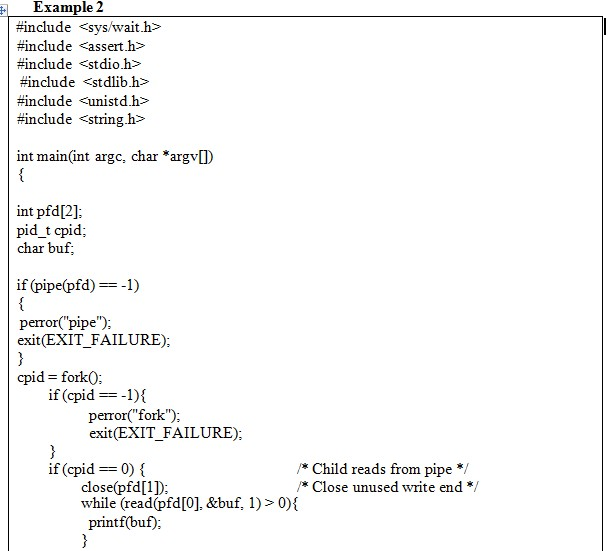 Example 2
#include <sys/wait.h>
#include <assert.h>
#include <stdio.h>
#include <stdlib.h>
#include <unistd.h>
#include <string.h>
int main(int argc, char *argv[])
{
int pfd[2];
pid_t cpid;
char buf;
if (pipe(pfd) == -1)
{
perror("pipe");
exit(EXIT_FAILURE);
}
cpid = fork();
if (cpid == -1){
perror("fork");
exit(EXIT_FAILURE);
}
if (cpid == 0) { /* Child reads from pipe */
close(pfd[1]); /* Close unused write end */
while (read(pfd[0], &buf, 1) > 0){
printf(buf);
}